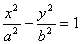 x²/a² − y²/b² = 1